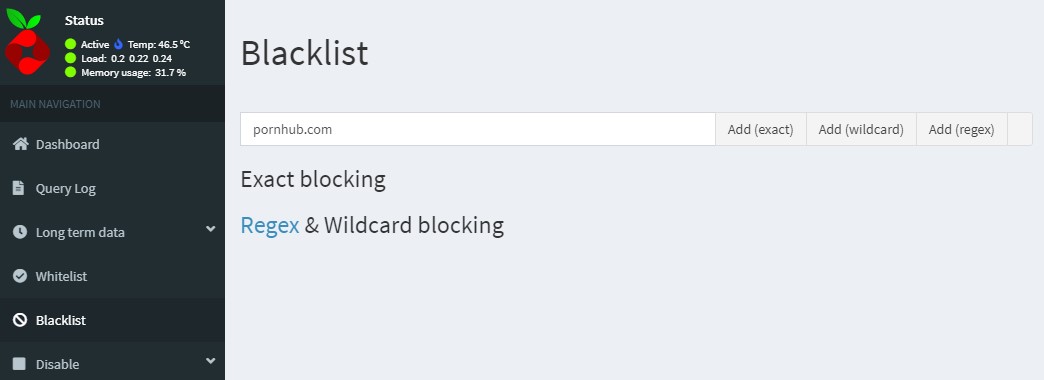 Status
Active Temp: 46.5 °C
Load: 0.2 0.22 0.24
Memory usage: 31.7 %
MAIN NAVIGATION
Dashboard
Query Log
Long term data
Whitelist
Blacklist
Disable
Blacklist
pornhub.com Add (exact) Add (wildcard) Add (regex)
Exact blocking
Regex & Wildcard blocking